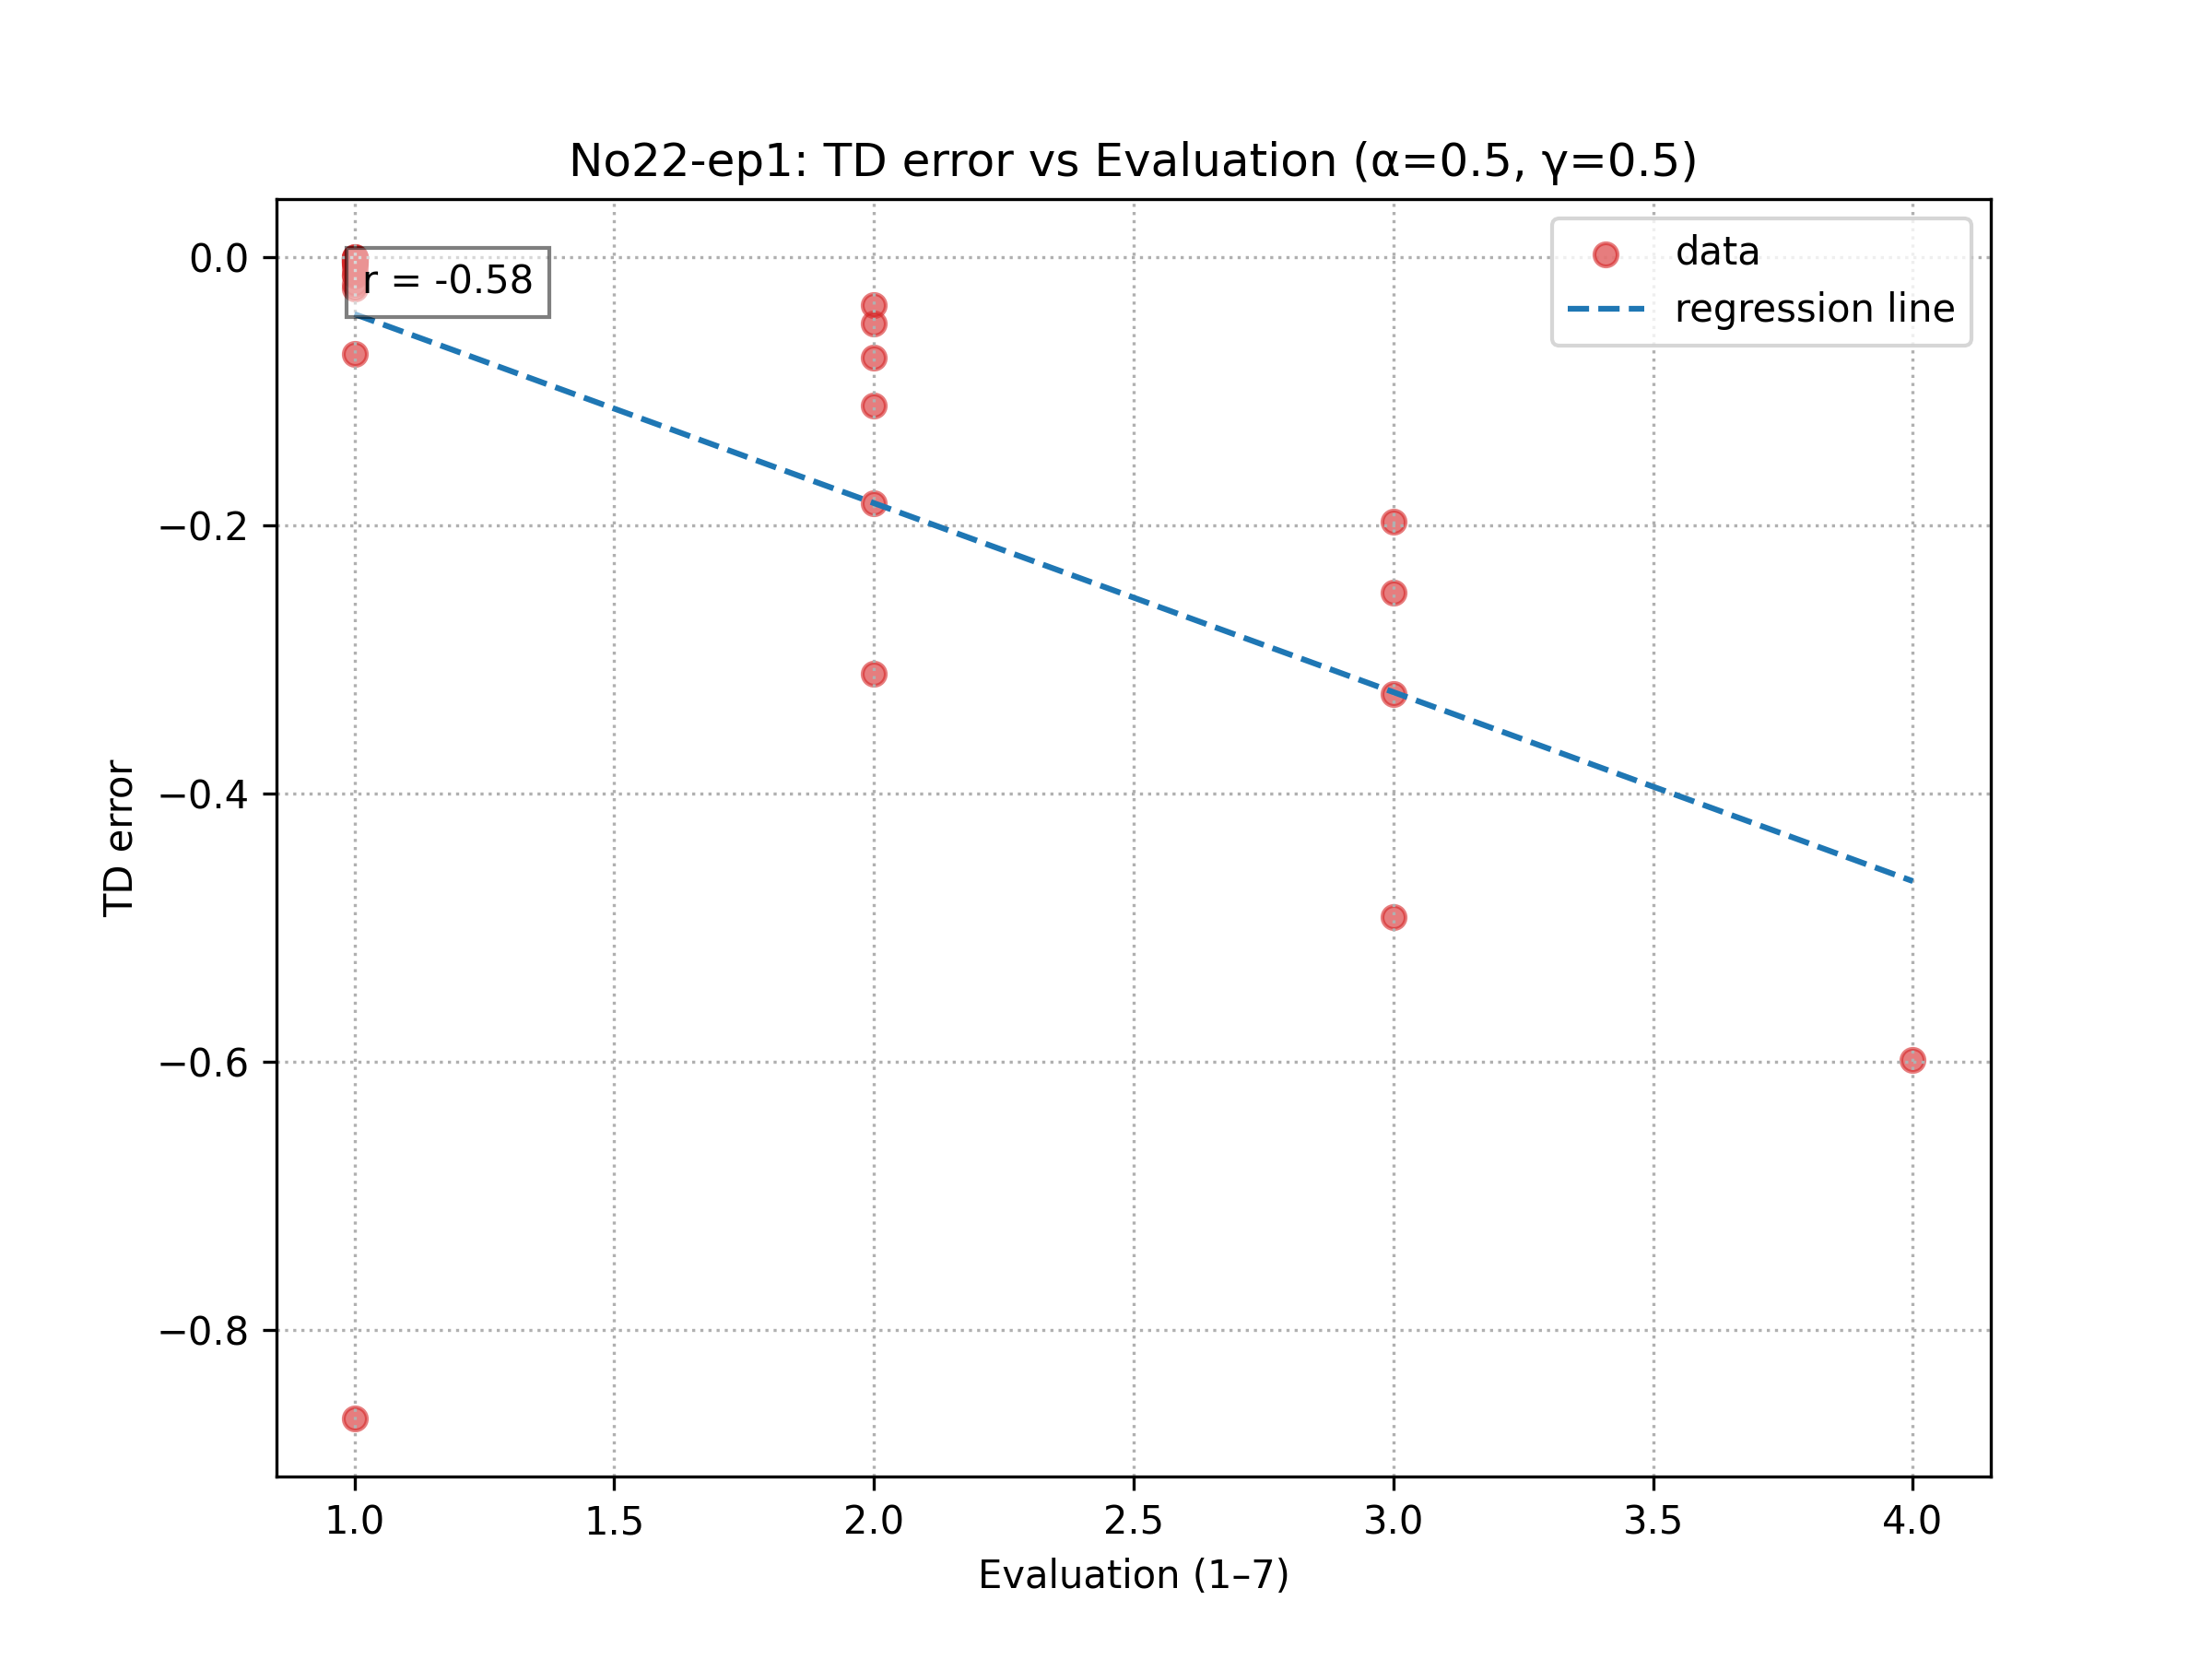 No22-ep1: TD error vs Evaluation (α=0.5, γ=0.5)
r = -0.58
data
regression line
0.0
−0.2
−0.4
−0.6
−0.8
TD error
1.0 1.5 2.0 2.5 3.0 3.5 4.0
Evaluation (1–7)